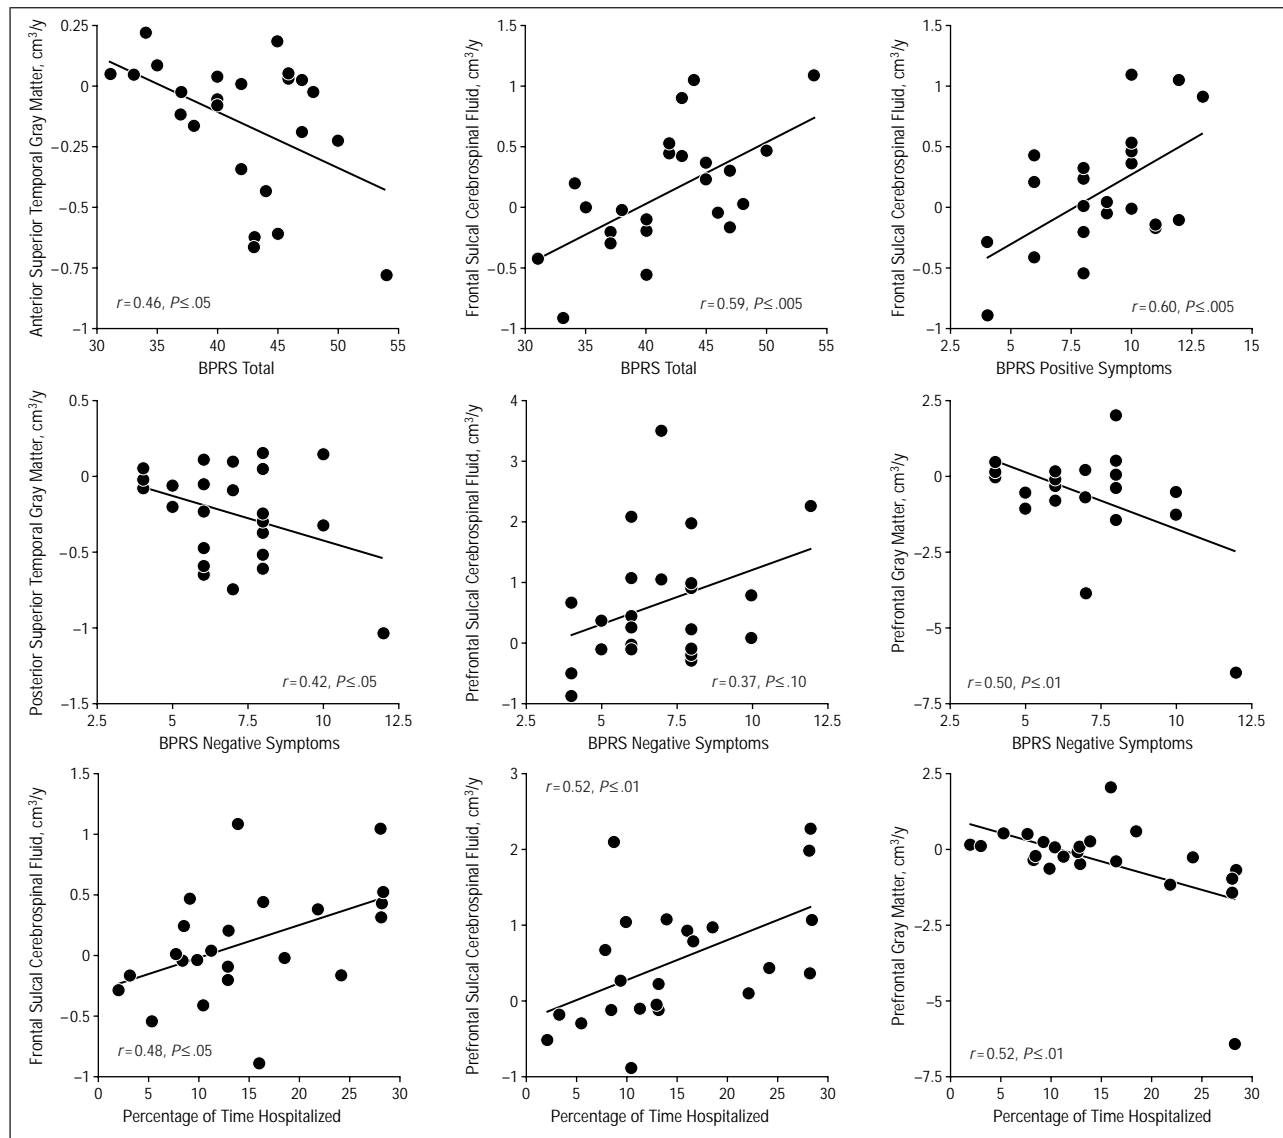 Anterior Superior Temporal Gray Matter, cm³/y
0.25
0
−0.25
−0.5
−0.75
−1
r=0.46, P≤.05
30 35 40 45 50 55
BPRS Total
Frontal Sulcal Cerebrospinal Fluid, cm³/y
1.5
1
0.5
0
−0.5
−1
r=0.59, P≤.005
30 35 40 45 50 55
BPRS Total
Frontal Sulcal Cerebrospinal Fluid, cm³/y
1.5
1
0.5
0
−0.5
−1
r=0.60, P≤.005
2.5 5 7.5 10 12.5 15
BPRS Positive Symptoms
Posterior Superior Temporal Gray Matter, cm³/y
0.5
0
−0.5
−1
−1.5
r=0.42, P≤.05
2.5 5 7.5 10 12.5
BPRS Negative Symptoms
Prefrontal Sulcal Cerebrospinal Fluid, cm³/y
4
3
2
1
0
−1
r=0.37, P≤.10
2.5 5 7.5 10 12.5
BPRS Negative Symptoms
Prefrontal Gray Matter, cm³/y
2.5
0
−2.5
−5
−7.5
r=0.50, P≤.01
2.5 5 7.5 10 12.5
BPRS Negative Symptoms
Frontal Sulcal Cerebrospinal Fluid, cm³/y
1.5
1
0.5
0
−0.5
−1
r=0.48, P≤.05
0 5 10 15 20 25 30
Percentage of Time Hospitalized
Prefrontal Sulcal Cerebrospinal Fluid, cm³/y
3
2
1
0
−1
r=0.52, P≤.01
0 5 10 15 20 25 30
Percentage of Time Hospitalized
Prefrontal Gray Matter, cm³/y
2.5
0
−2.5
−5
−7.5
r=0.52, P≤.01
0 5 10 15 20 25 30
Percentage of Time Hospitalized